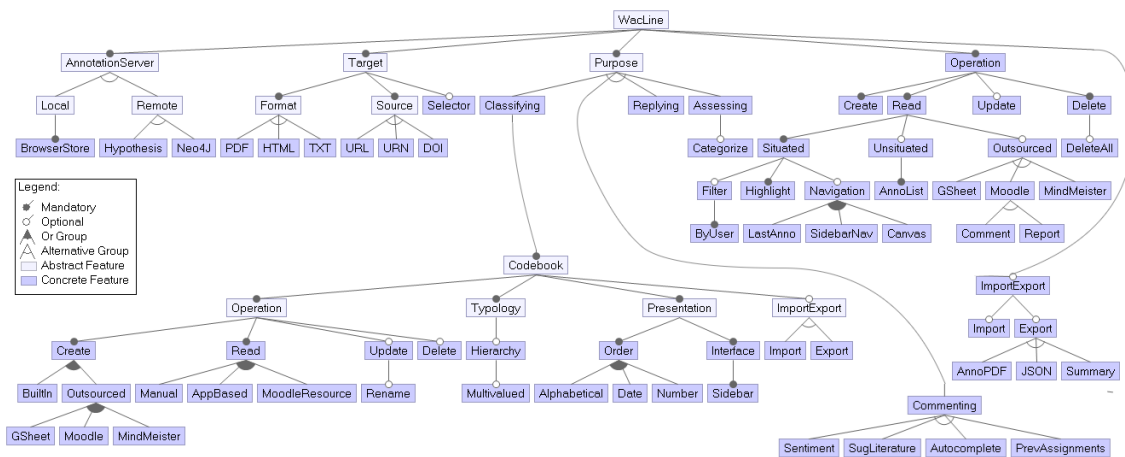 WacLine
AnnotationServer Target Purpose Operation
Local Remote Format Source Selector Classifying Replying Assessing Create Read Update Delete
BrowserStore Hypothesis Neo4J PDF HTML TXT URL URN DOI Categorize Situated Unsituated Outsourced DeleteAll
Legend:
Mandatory
Optional
Or Group
Alternative Group
Abstract Feature
Concrete Feature
Filter Highlight Navigation AnnoList GSheet Moodle MindMeister
ByUser LastAnno SidebarNav Canvas Comment Report
Codebook
ImportExport
Operation Typology Presentation ImportExport
Import Export
Create Read Update Delete Hierarchy Order Interface Import Export
AnnoPDF JSON Summary
BuiltIn Outsourced Manual AppBased MoodleResource Rename Multivalued Alphabetical Date Number Sidebar
Commenting
GSheet Moodle MindMeister
Sentiment SugLiterature Autocomplete PrevAssignments